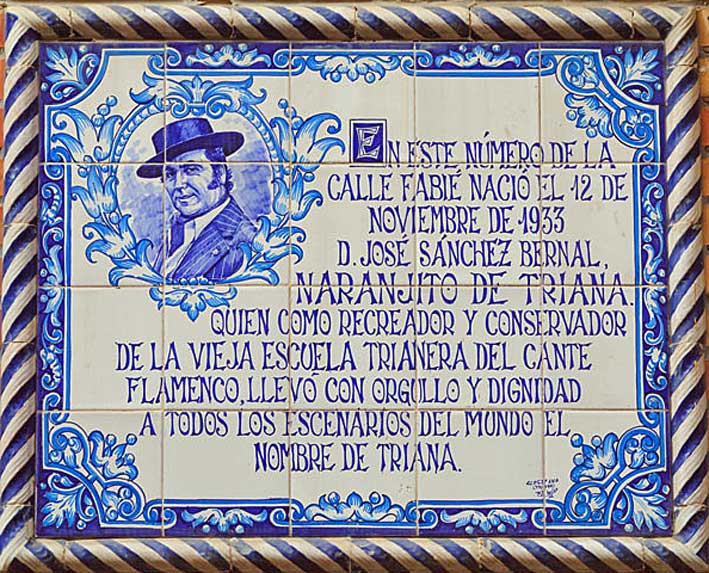 EN ESTE NÚMERO DE LA
CALLE FABIÉ NACIÓ EL 12 DE
NOVIEMBRE DE 1933
D. JOSÉ SÁNCHEZ BERNAL,
NARANJITO DE TRIANA.
QUIEN COMO RECREADOR Y CONSERVADOR
DE LA VIEJA ESCUELA TRIANERA DEL CANTE
FLAMENCO, LLEVÓ CON ORGULLO Y DIGNIDAD
A TODOS LOS ESCENARIOS DEL MUNDO EL
NOMBRE DE TRIANA.